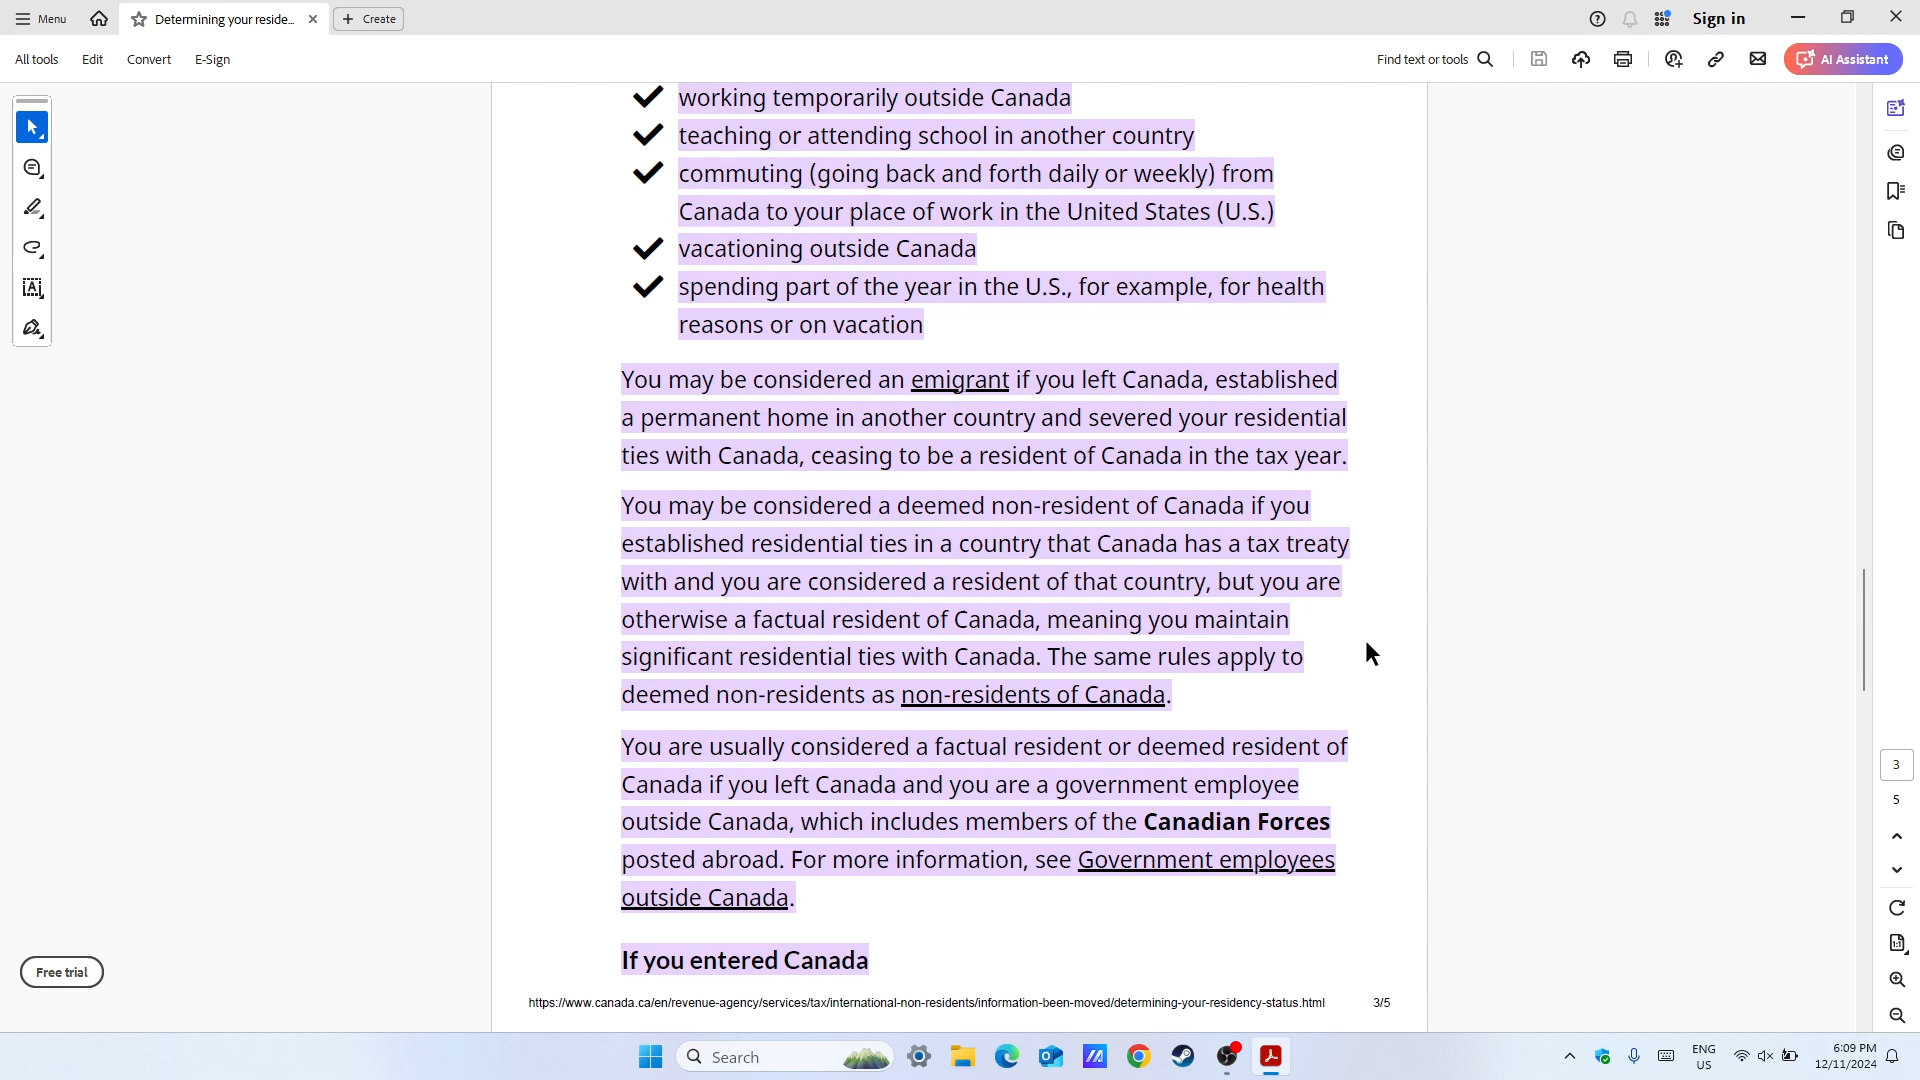 Menu
Determining your reside...
Create
Sign in
All tools
Edit
Convert
E-Sign
Find text or tools
AI Assistant
working temporarily outside Canada
teaching or attending school in another country
commuting (going back and forth daily or weekly) from
Canada to your place of work in the United States (U.S.)
vacationing outside Canada
spending part of the year in the U.S., for example, for health
reasons or on vacation
You may be considered an emigrant if you left Canada, established
a permanent home in another country and severed your residential
ties with Canada, ceasing to be a resident of Canada in the tax year.
You may be considered a deemed non-resident of Canada if you
established residential ties in a country that Canada has a tax treaty
with and you are considered a resident of that country, but you are
otherwise a factual resident of Canada, meaning you maintain
significant residential ties with Canada. The same rules apply to
deemed non-residents as non-residents of Canada.
You are usually considered a factual resident or deemed resident of
Canada if you left Canada and you are a government employee
outside Canada, which includes members of the Canadian Forces
posted abroad. For more information, see Government employees
outside Canada.
If you entered Canada
https://www.canada.ca/en/revenue-agency/services/tax/international-non-residents/information-been-moved/determining-your-residency-status.html
3/5
3
5
Free trial
Search
ENG
US
6:09 PM
12/11/2024